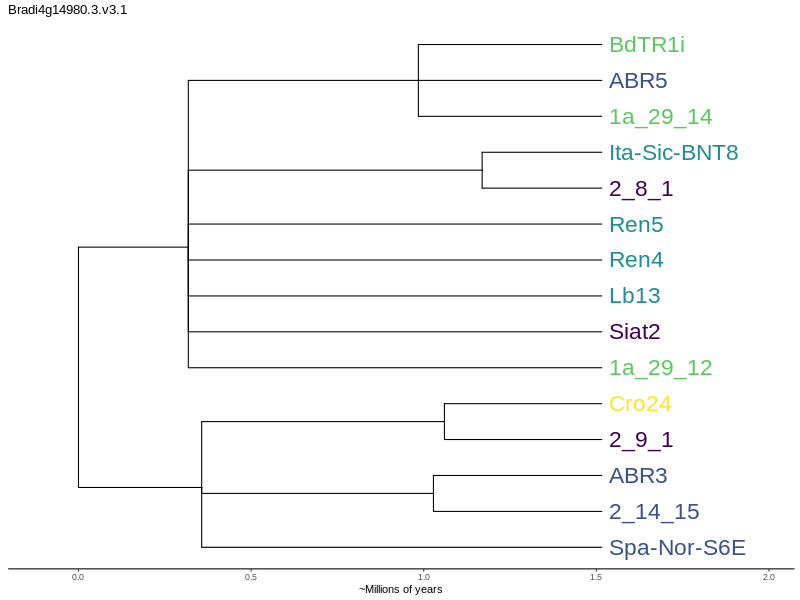 Bradi4g14980.3.v3.1
BdTR1i
ABR5
1a_29_14
Ita-Sic-BNT8
2_8_1
Ren5
Ren4
Lb13
Siat2
1a_29_12
Cro24
2_9_1
ABR3
2_14_15
Spa-Nor-S6E
0.0 0.5 1.0 1.5 2.0
~Millions of years